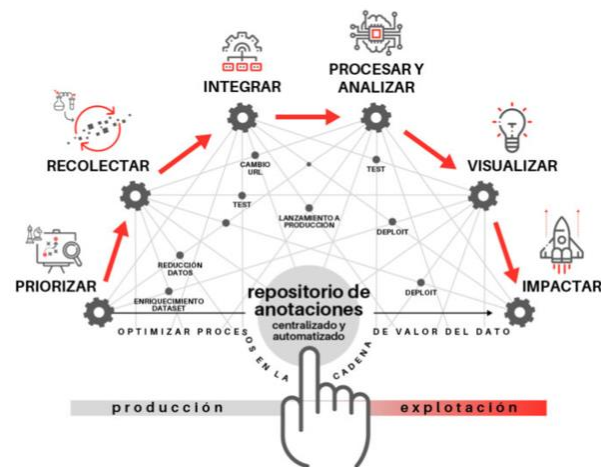 PROCESAR Y
ANALIZAR
INTEGRAR
RECOLECTAR
VISUALIZAR
CAMBIO
URL
TEST
TEST
LANZAMIENTO A
PRODUCCIÓN
DEPLOIT
REDUCCIÓN
DATOS
PRIORIZAR
IMPACTAR
ENRIQUECIMIENTO
DATASET
DEPLOIT
repositorio de
anotaciones
centralizado y
automatizado
OPTIMIZAR PROCESOS EN LA CADENA DE VALOR DEL DATO
producción
explotación